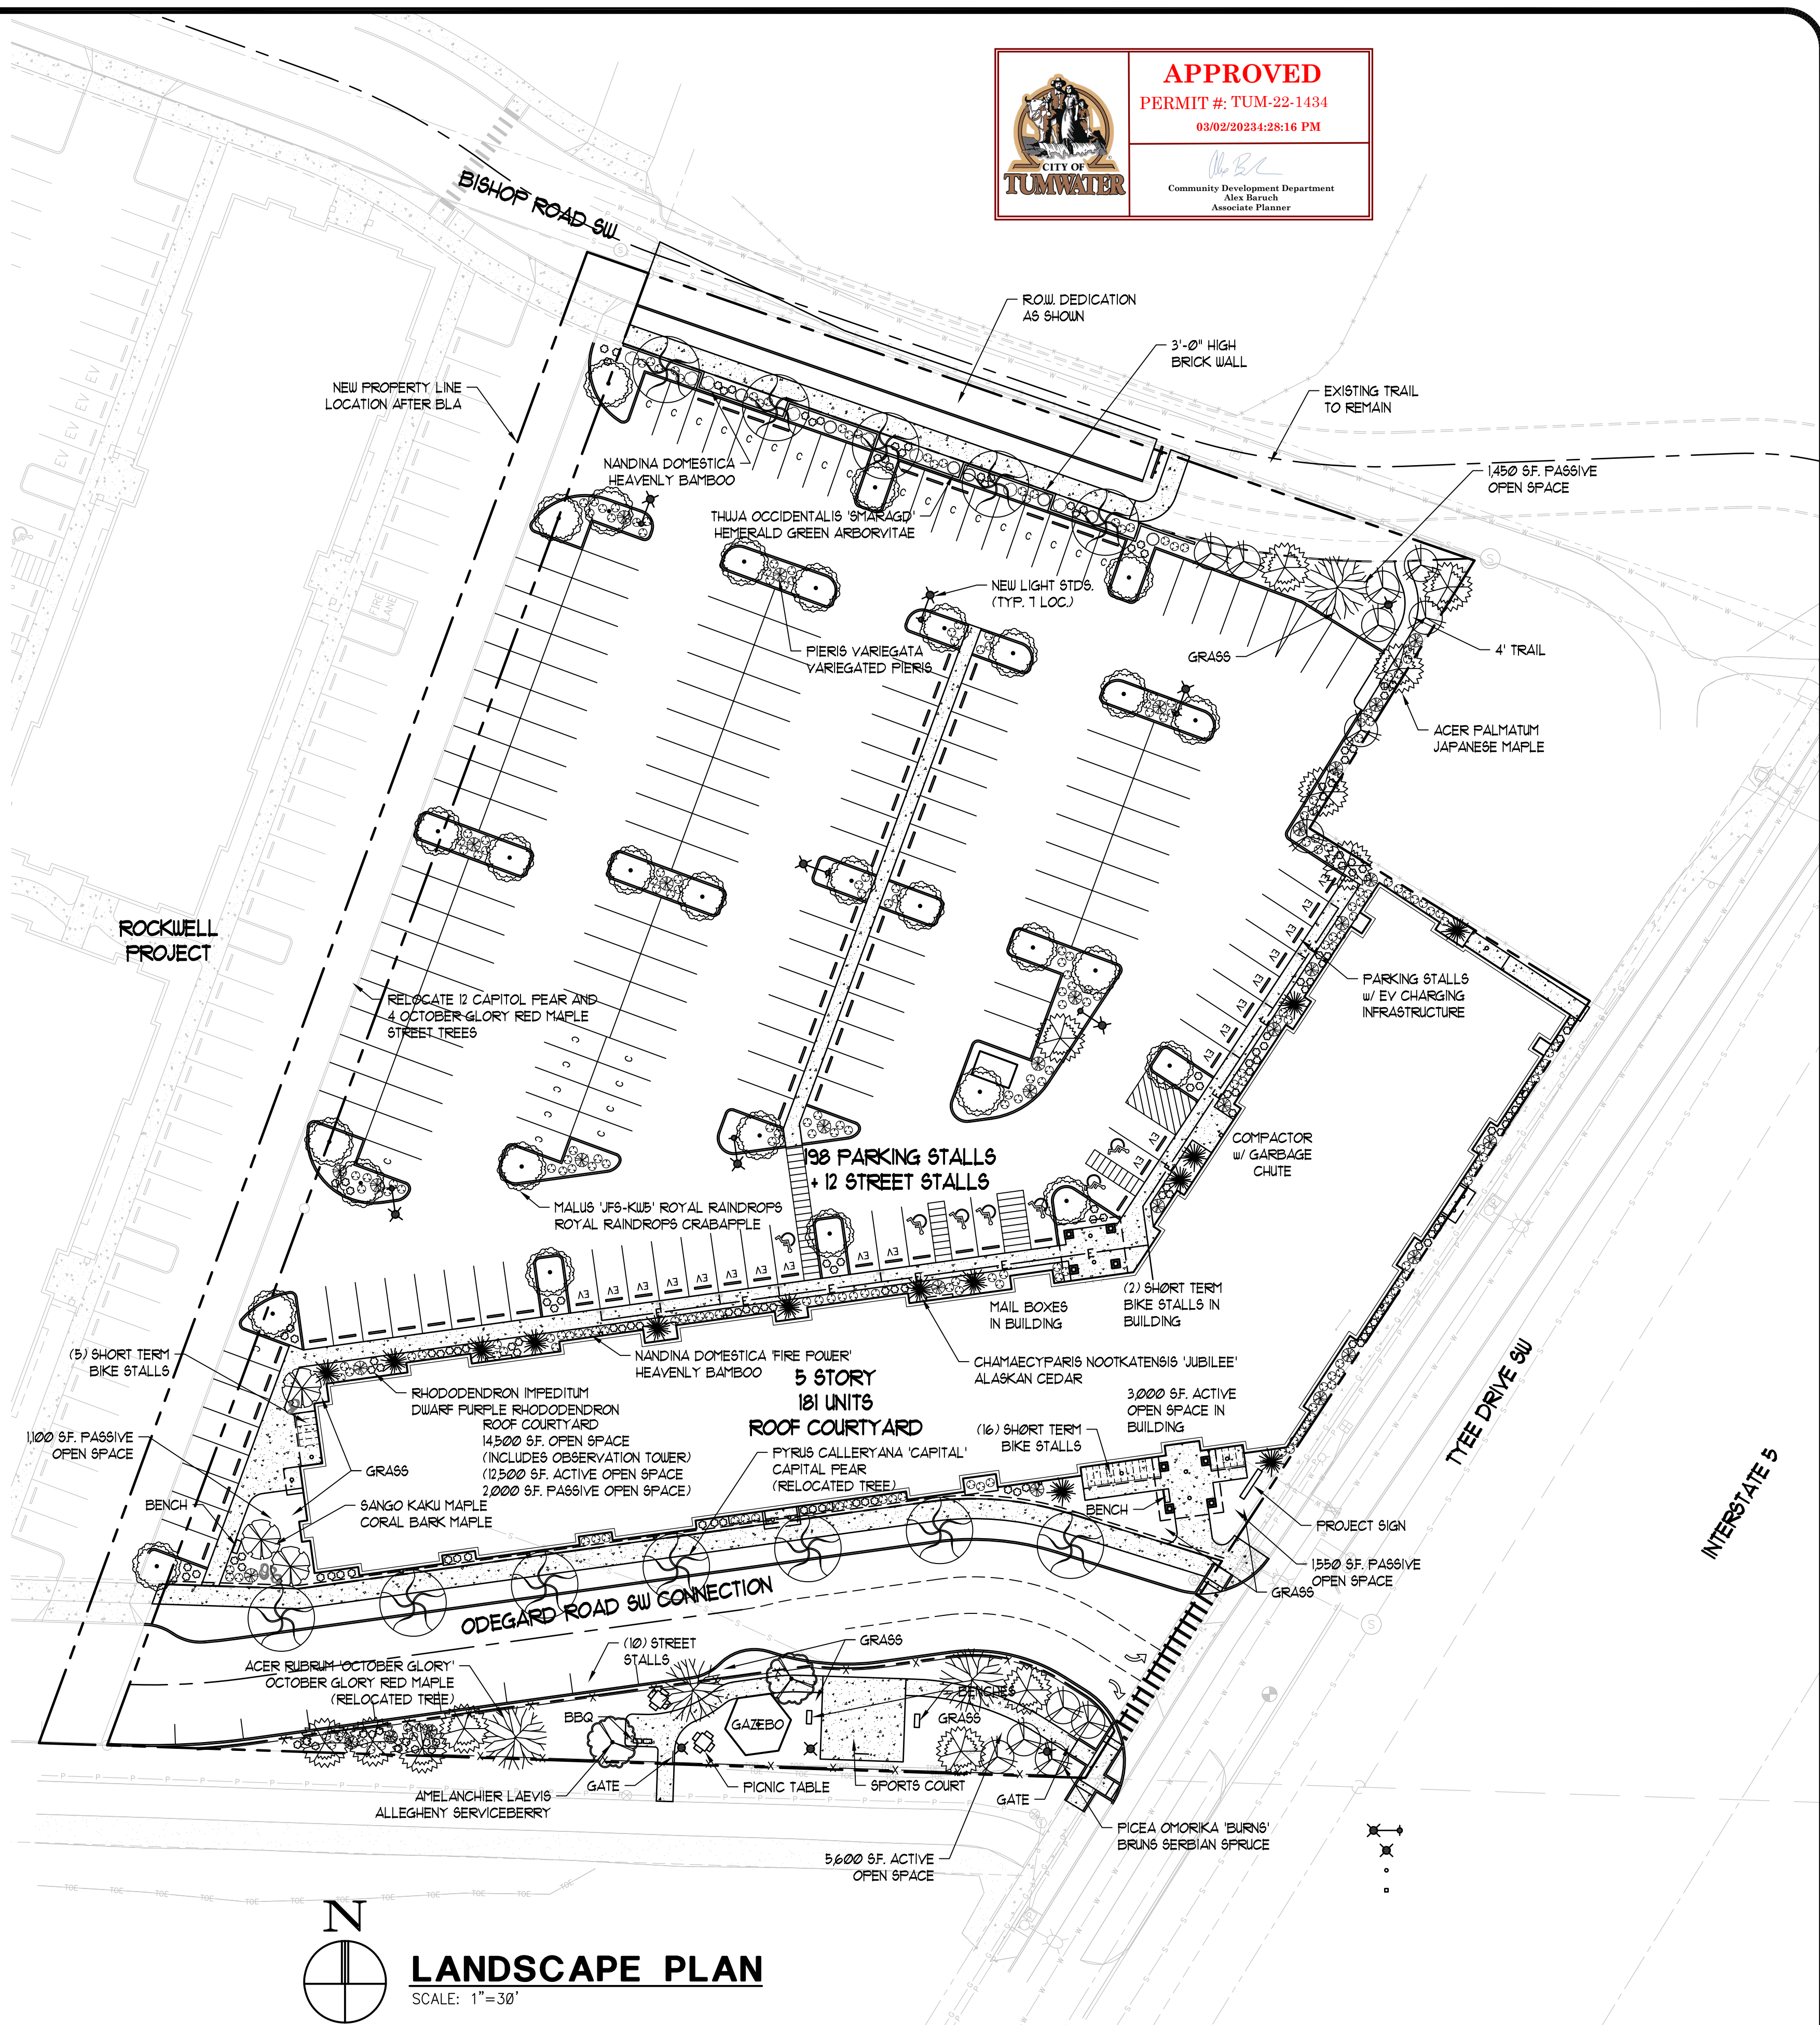 APPROVED
PERMIT #: TUM-22-1434
03/02/20234:28:16 PM
CITY OF
TUMWATER
Community Development Department
Alex Baruch
Associate Planner
BISHOP ROAD SW
R.O.W. DEDICATION
AS SHOWN
3'-0" HIGH
BRICK WALL
NEW PROPERTY LINE
LOCATION AFTER BLA
EXISTING TRAIL
TO REMAIN
NANDINA DOMESTICA
HEAVENLY BAMBOO
1,450 S.F. PASSIVE
OPEN SPACE
THUJA OCCIDENTALIS 'SMARAGD'
HEMERALD GREEN ARBORVITAE
NEW LIGHT STDS.
(TYP. 7 LOC.)
FIRE
LANE
PIERIS VARIEGATA
VARIEGATED PIERIS
GRASS
4' TRAIL
ACER PALMATUM
JAPANESE MAPLE
ROCKWELL
PROJECT
PARKING STALLS
w/ EV CHARGING
INFRASTRUCTURE
RELOCATE 12 CAPITOL PEAR AND
4 OCTOBER GLORY RED MAPLE
STREET TREES
COMPACTOR
w/ GARBAGE
CHUTE
198 PARKING STALLS
+ 12 STREET STALLS
MALUS 'JFS-KW5' ROYAL RAINDROPS
ROYAL RAINDROPS CRABAPPLE
MAIL BOXES
IN BUILDING
(2) SHORT TERM
BIKE STALLS IN
BUILDING
(5) SHORT TERM
BIKE STALLS
NANDINA DOMESTICA 'FIRE POWER'
HEAVENLY BAMBOO
CHAMAECYPARIS NOOTKATENSIS 'JUBILEE'
ALASKAN CEDAR
5 STORY
181 UNITS
ROOF COURTYARD
RHODODENDRON IMPEDITUM
DWARF PURPLE RHODODENDRON
ROOF COURTYARD
14,500 S.F. OPEN SPACE
(INCLUDES OBSERVATION TOWER)
(12,500 S.F. ACTIVE OPEN SPACE
2,000 S.F. PASSIVE OPEN SPACE)
3,000 S.F. ACTIVE
OPEN SPACE IN
BUILDING
(16) SHORT TERM
BIKE STALLS
1,100 S.F. PASSIVE
OPEN SPACE
GRASS
PYRUS CALLERYANA 'CAPITAL'
CAPITAL PEAR
(RELOCATED TREE)
BENCH
SANGO KAKU MAPLE
CORAL BARK MAPLE
BENCH
PROJECT SIGN
1,550 S.F. PASSIVE
OPEN SPACE
GRASS
TYEE DRIVE SW
INTERSTATE 5
ODEGARD ROAD SW CONNECTION
(10) STREET
STALLS
GRASS
ACER RUBRUM 'OCTOBER GLORY'
OCTOBER GLORY RED MAPLE
(RELOCATED TREE)
BENCHES
BBQ
GAZEBO
GRASS
GATE
PICNIC TABLE
SPORTS COURT
GATE
AMELANCHIER LAEVIS
ALLEGHENY SERVICEBERRY
PICEA OMORIKA 'BURNS'
BRUNS SERBIAN SPRUCE
5,600 S.F. ACTIVE
OPEN SPACE
N
LANDSCAPE PLAN
SCALE: 1"=30'